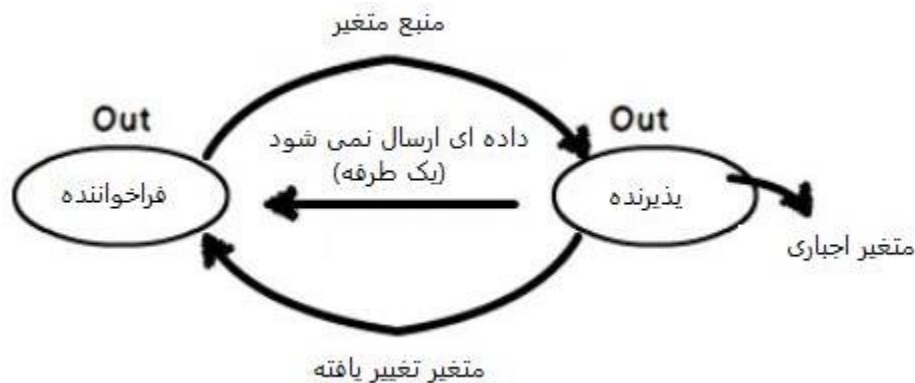 منبع متغیر
Out
Out
داده ای ارسال نمی شود
(یک طرفه)
فراخواننده
پذیرنده
متغیر اجباری
متغیر تغییر یافته